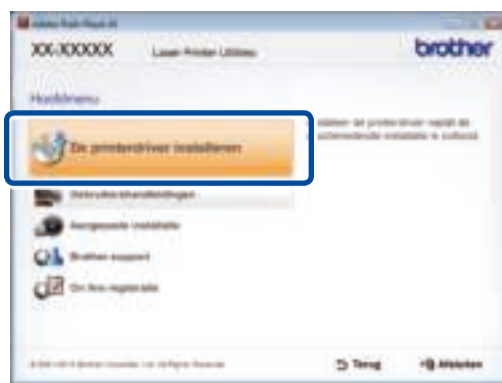 XX-XXXXX
Laser Printer Utilities
brother
Hoofdmenu
De printerdriver installeren
Gebruikershandleidingen
Aangepaste installatie
Brother support
On line registratie
Terug
Afsluiten